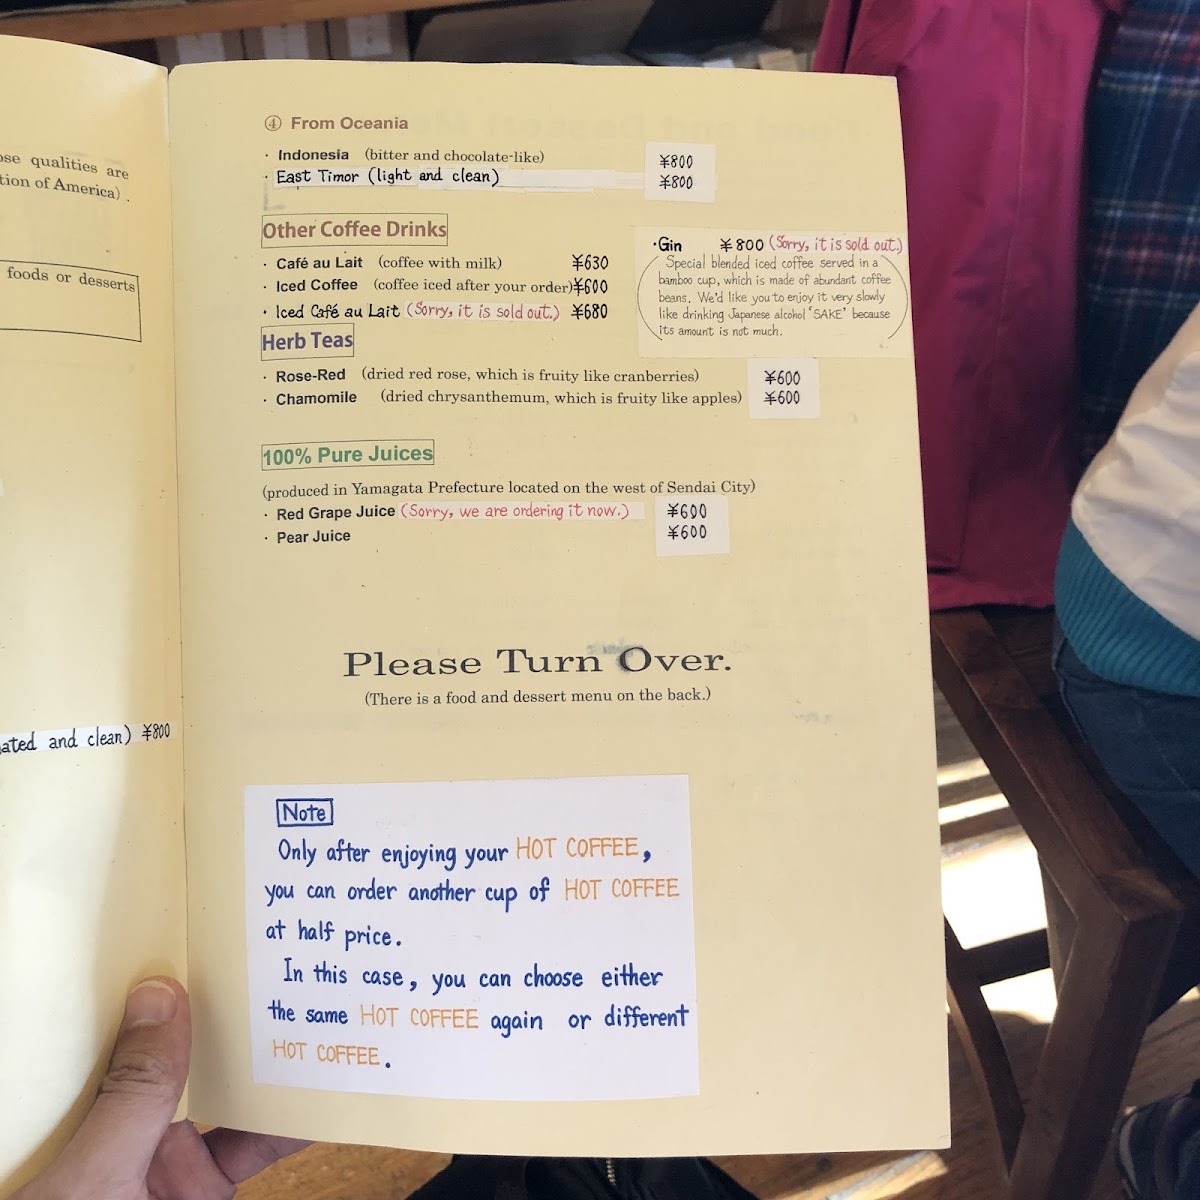 ose qualities are
tion of America).
foods or desserts
ated and clean) ¥800
④ From Oceania
· Indonesia (bitter and chocolate-like) ¥800
· East Timor (light and clean) ¥800
Other Coffee Drinks
· Café au Lait (coffee with milk) ¥630
· Iced Coffee (coffee iced after your order) ¥600
· Iced Café au Lait (Sorry, it is sold out.) ¥680
· Gin ¥800 (Sorry, it is sold out.)
(Special blended iced coffee served in a
bamboo cup, which is made of abundant coffee
beans. We'd like you to enjoy it very slowly
like drinking Japanese alcohol 'SAKE' because
its amount is not much.)
Herb Teas
· Rose-Red (dried red rose, which is fruity like cranberries) ¥600
· Chamomile (dried chrysanthemum, which is fruity like apples) ¥600
100% Pure Juices
(produced in Yamagata Prefecture located on the west of Sendai City)
· Red Grape Juice (Sorry, we are ordering it now.) ¥600
· Pear Juice ¥600
Please Turn Over.
(There is a food and dessert menu on the back.)
Note
Only after enjoying your HOT COFFEE,
you can order another cup of HOT COFFEE
at half price.
In this case, you can choose either
the same HOT COFFEE again or different
HOT COFFEE.